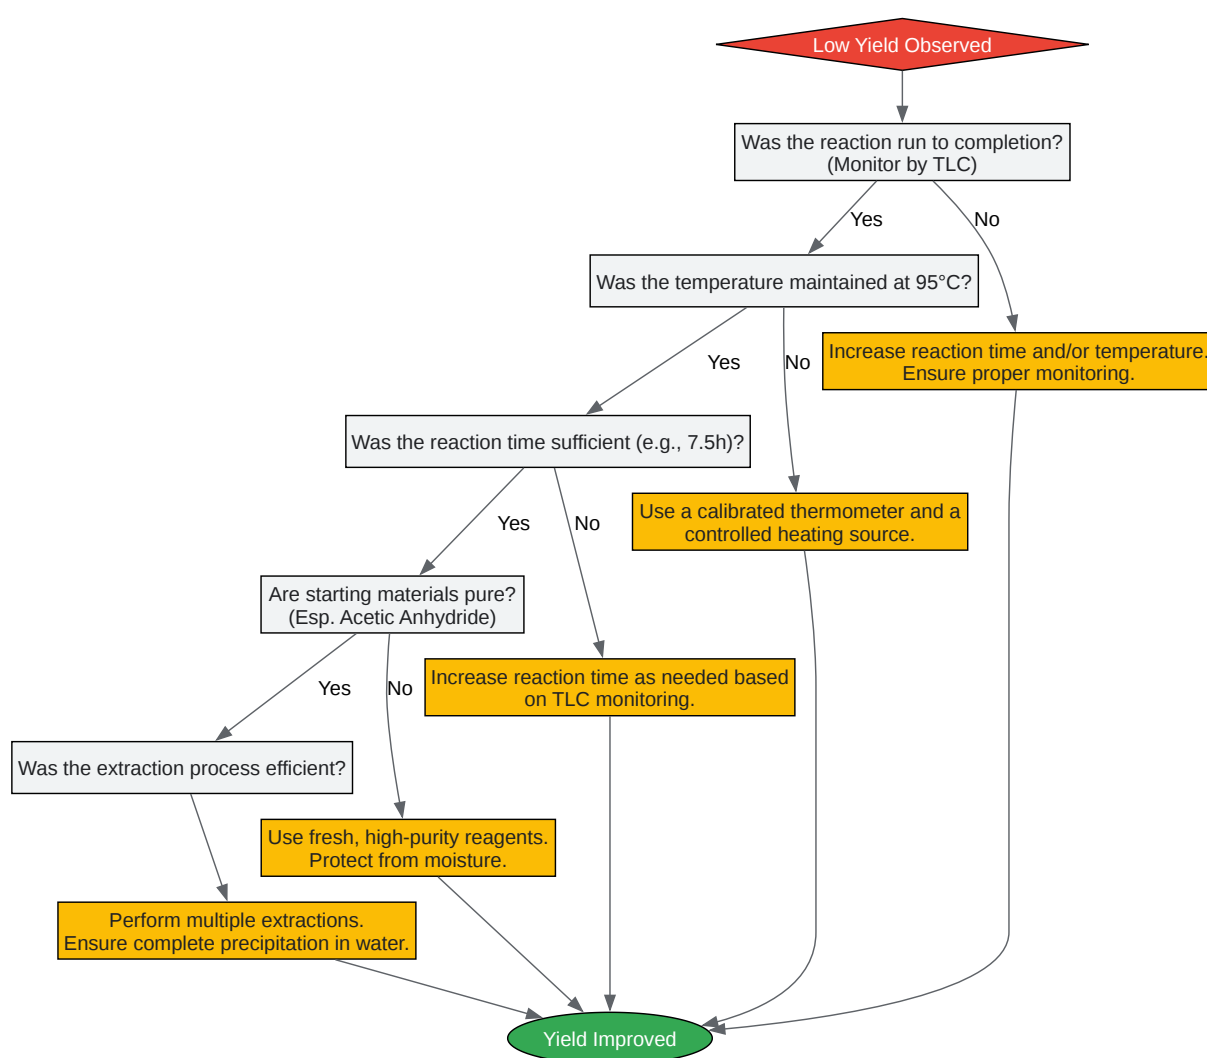 Low Yield Observed
Was the reaction run to completion?
(Monitor by TLC)
Yes
No
Was the temperature maintained at 95°C?
Increase reaction time and/or temperature.
Ensure proper monitoring.
Yes
No
Was the reaction time sufficient (e.g., 7.5h)?
Use a calibrated thermometer and a
controlled heating source.
Yes
No
Are starting materials pure?
(Esp. Acetic Anhydride)
Increase reaction time as needed based
on TLC monitoring.
Yes
No
Was the extraction process efficient?
Use fresh, high-purity reagents.
Protect from moisture.
Perform multiple extractions.
Ensure complete precipitation in water.
Yield Improved